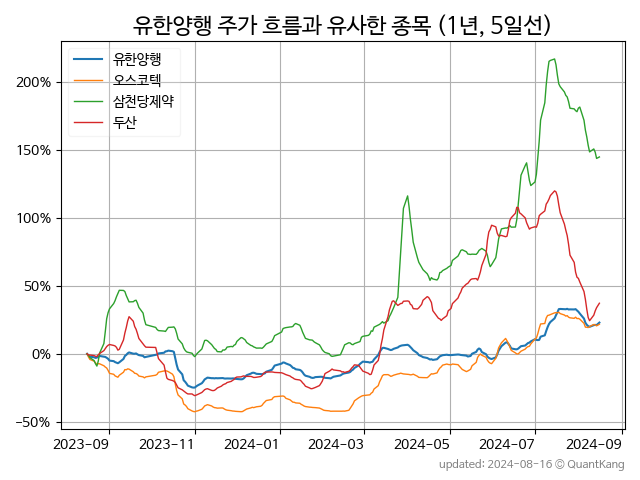 유한양행 주가 흐름과 유사한 종목 (1년, 5일선)
유한양행
오스코텍
삼천당제약
두산
200%
150%
100%
50%
0%
−50%
2023-09 2023-11 2024-01 2024-03 2024-05 2024-07 2024-09
updated: 2024-08-16 © QuantKang